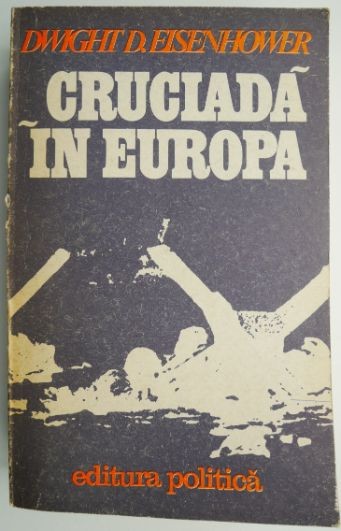 DWIGHT D. EISENHOWER
CRUCIADĂ
ÎN EUROPA
editura politică